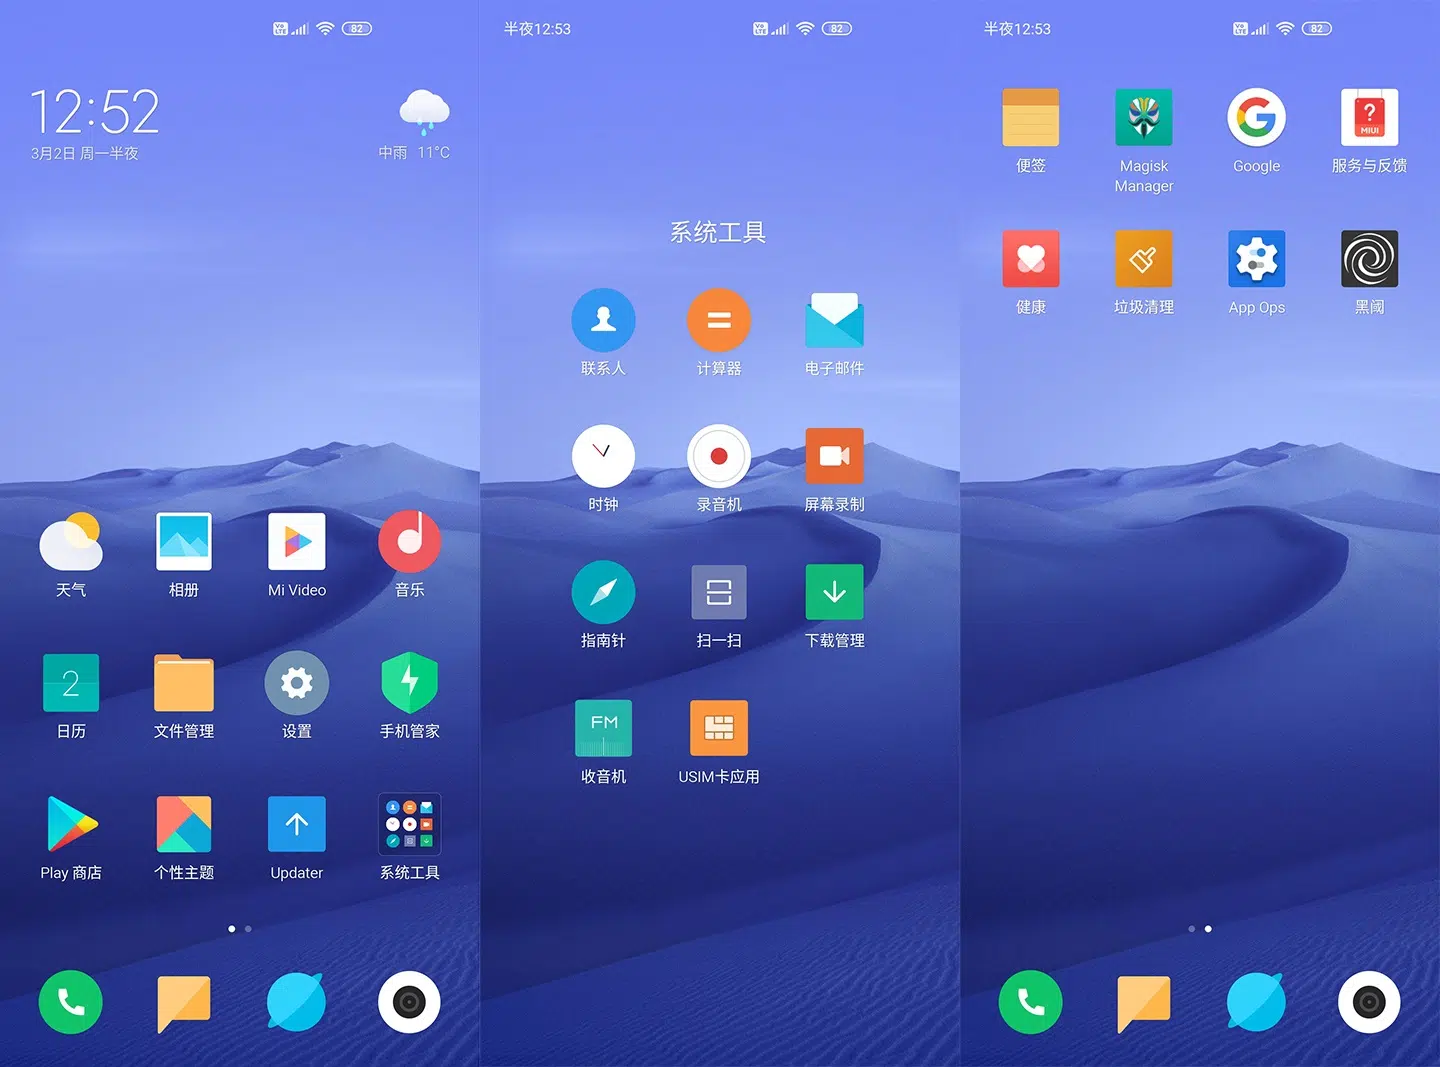 82
12:52
3月2日 周一半夜
中雨 11°C
天气
相册
Mi Video
音乐
2
日历
文件管理
设置
手机管家
Play 商店
个性主题
Updater
系统工具
半夜12:53
VoLTE
82
系统工具
联系人
计算器
电子邮件
时钟
录音机
屏幕录制
指南针
扫一扫
下载管理
FM
收音机
USIM卡应用
半夜12:53
VoLTE
82
?
MIUI
便签
Magisk
Manager
Google
服务与反馈
健康
垃圾清理
App Ops
黑阈